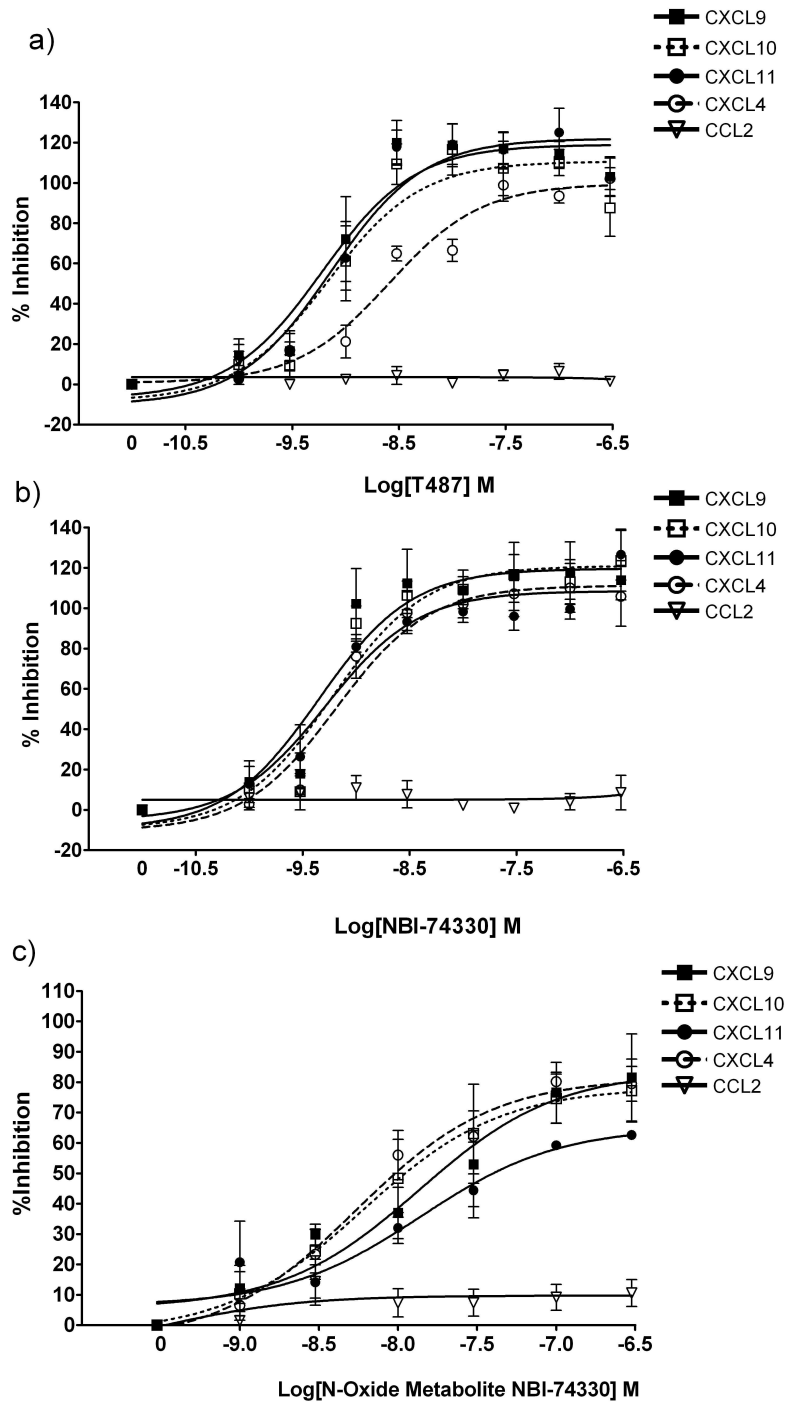 a)
CXCL9
CXCL10
CXCL11
CXCL4
CCL2
140
120
100
80
60
40
20
0
-20
% Inhibition
0 -10.5 -9.5 -8.5 -7.5 -6.5
Log[T487] M
b)
CXCL9
CXCL10
CXCL11
CXCL4
CCL2
140
120
100
80
60
40
20
0
-20
% Inhibition
0 -10.5 -9.5 -8.5 -7.5 -6.5
Log[NBI-74330] M
c)
CXCL9
CXCL10
CXCL11
CXCL4
CCL2
110
100
90
80
70
60
50
40
30
20
10
0
%Inhibition
0 -9.0 -8.5 -8.0 -7.5 -7.0 -6.5
Log[N-Oxide Metabolite NBI-74330] M